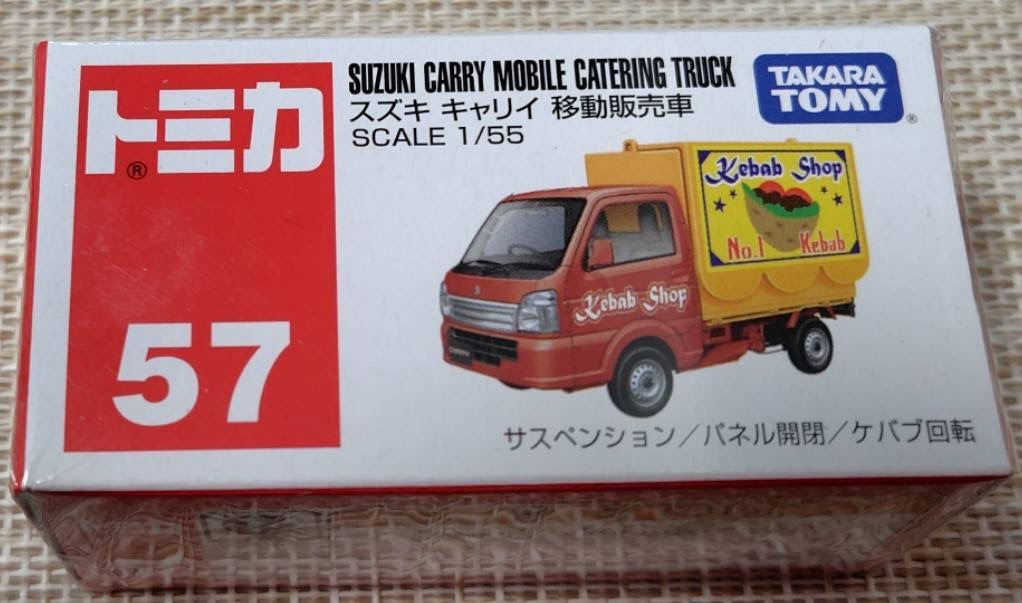 トミカ®
57
SUZUKI CARRY MOBILE CATERING TRUCK
スズキ キャリイ 移動販売車
SCALE 1/55
TAKARA
TOMY®
Kebab Shop
No.1 Kebab
Kebab Shop
サスペンション／パネル開閉／ケバブ回転